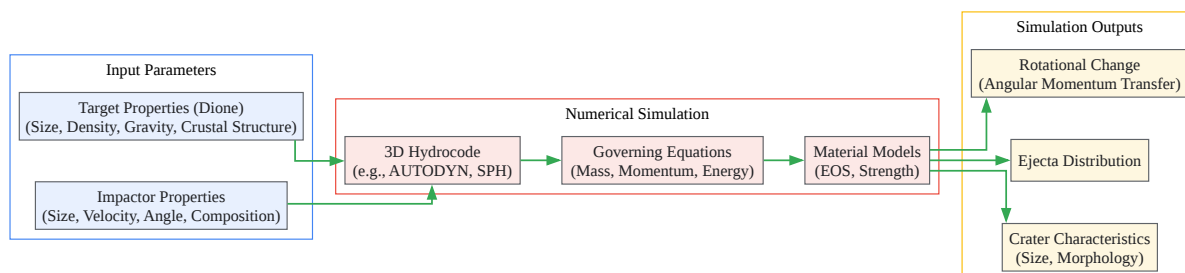 Input Parameters
Target Properties (Dione)
(Size, Density, Gravity, Crustal Structure)
Impactor Properties
(Size, Velocity, Angle, Composition)
Numerical Simulation
3D Hydrocode
(e.g., AUTODYN, SPH)
Governing Equations
(Mass, Momentum, Energy)
Material Models
(EOS, Strength)
Simulation Outputs
Rotational Change
(Angular Momentum Transfer)
Ejecta Distribution
Crater Characteristics
(Size, Morphology)